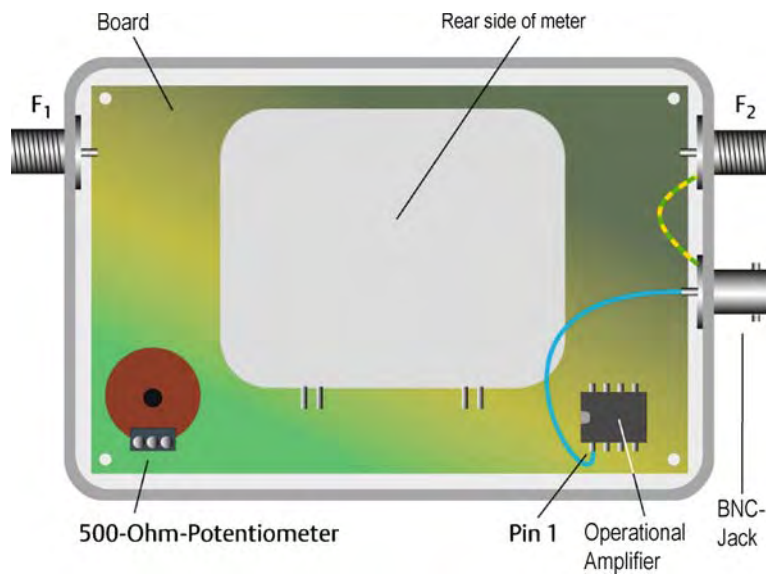 Board
Rear side of meter
F1
F2
500-Ohm-Potentiometer
Pin 1
Operational
Amplifier
BNC-
Jack